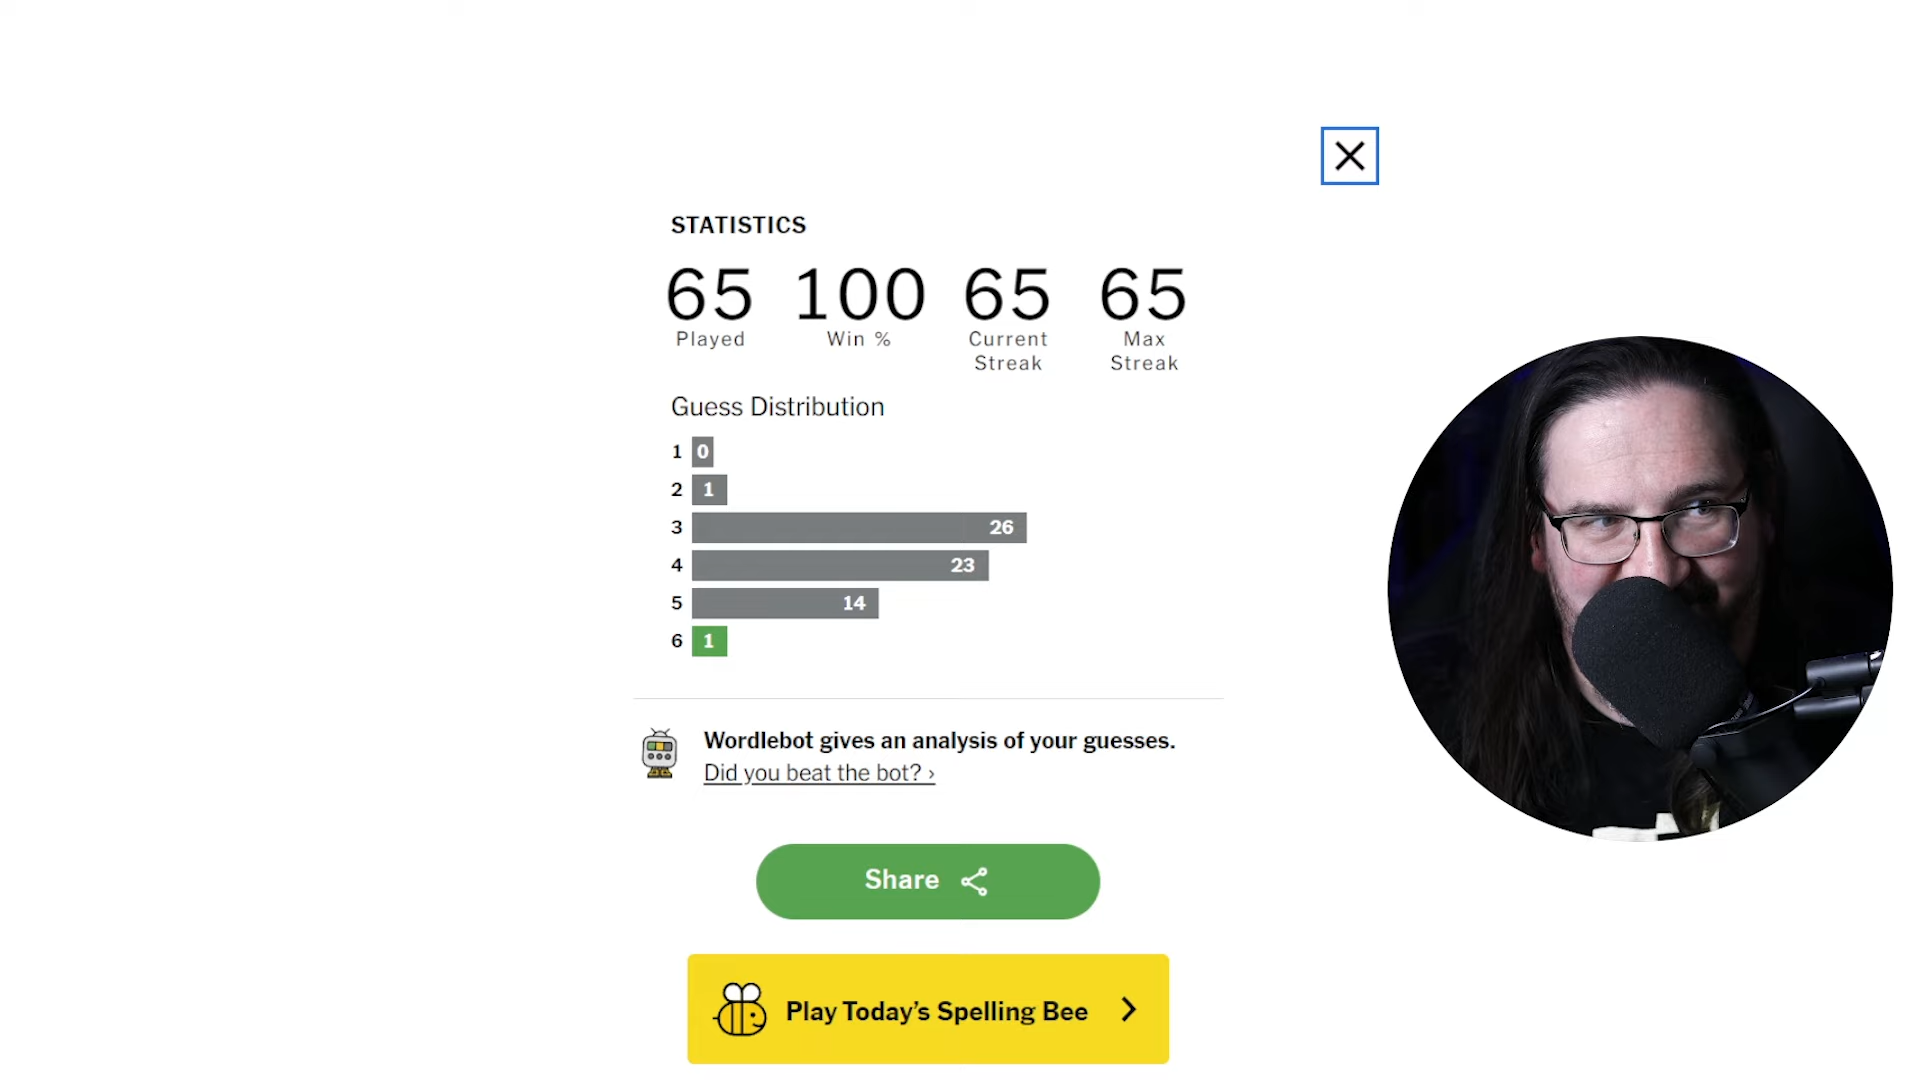 STATISTICS
65 100 65 65
Played Win % Current Streak Max Streak
Guess Distribution
1 0
2 1
3 26
4 23
5 14
6 1
Wordlebot gives an analysis of your guesses.
Did you beat the bot? ›
Share
Play Today’s Spelling Bee